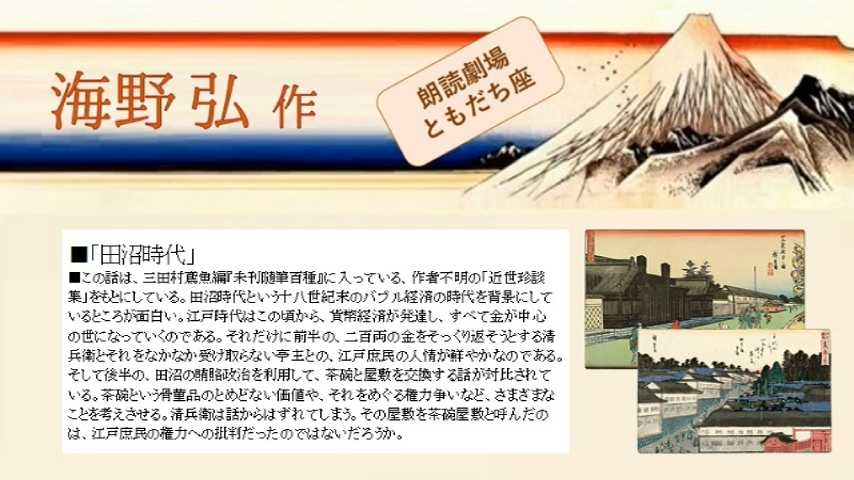 海野弘 作
朗読劇場
ともだち座
■「田沼時代」
■この話は、三田村鳶魚編『未刊随筆百種』に入っている、作者不明の「近世珍談
集」をもとにしている。田沼時代という十八世紀末のバブル経済の時代を背景にして
いるところが面白い。江戸時代はこの頃から、貨幣経済が発達し、すべて金が中心
の世になっていくのである。それだけに前半の、二百両の金をそっくり返そうとする清
兵衛とそれをなかなか受け取らない亭主との、江戸庶民の人情が鮮やかなのである。
そして後半の、田沼の賄賂政治を利用して、茶碗と屋敷を交換する話が対比されて
いる。茶碗という骨董品のとめどない価値や、それをめぐる権力争いなど、さまざまな
ことを考えさせる。清兵衛は話からはずれてしまう。その屋敷を茶碗屋敷と呼んだの
は、江戸庶民の権力への批判だったのではないだろうか。